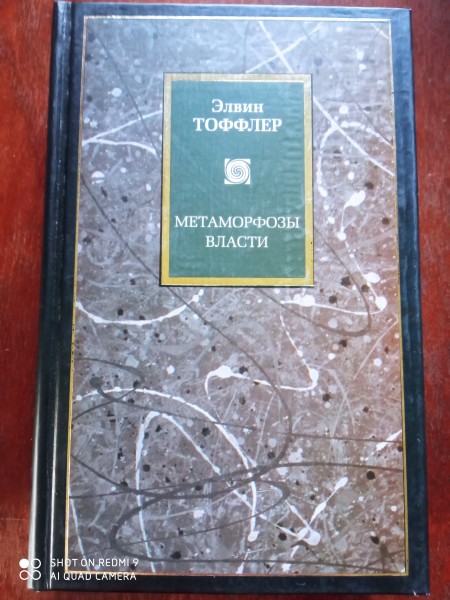 Элвин
ТОФФЛЕР
МЕТАМОРФОЗЫ
ВЛАСТИ
SHOT ON REDMI 9
AI QUAD CAMERA